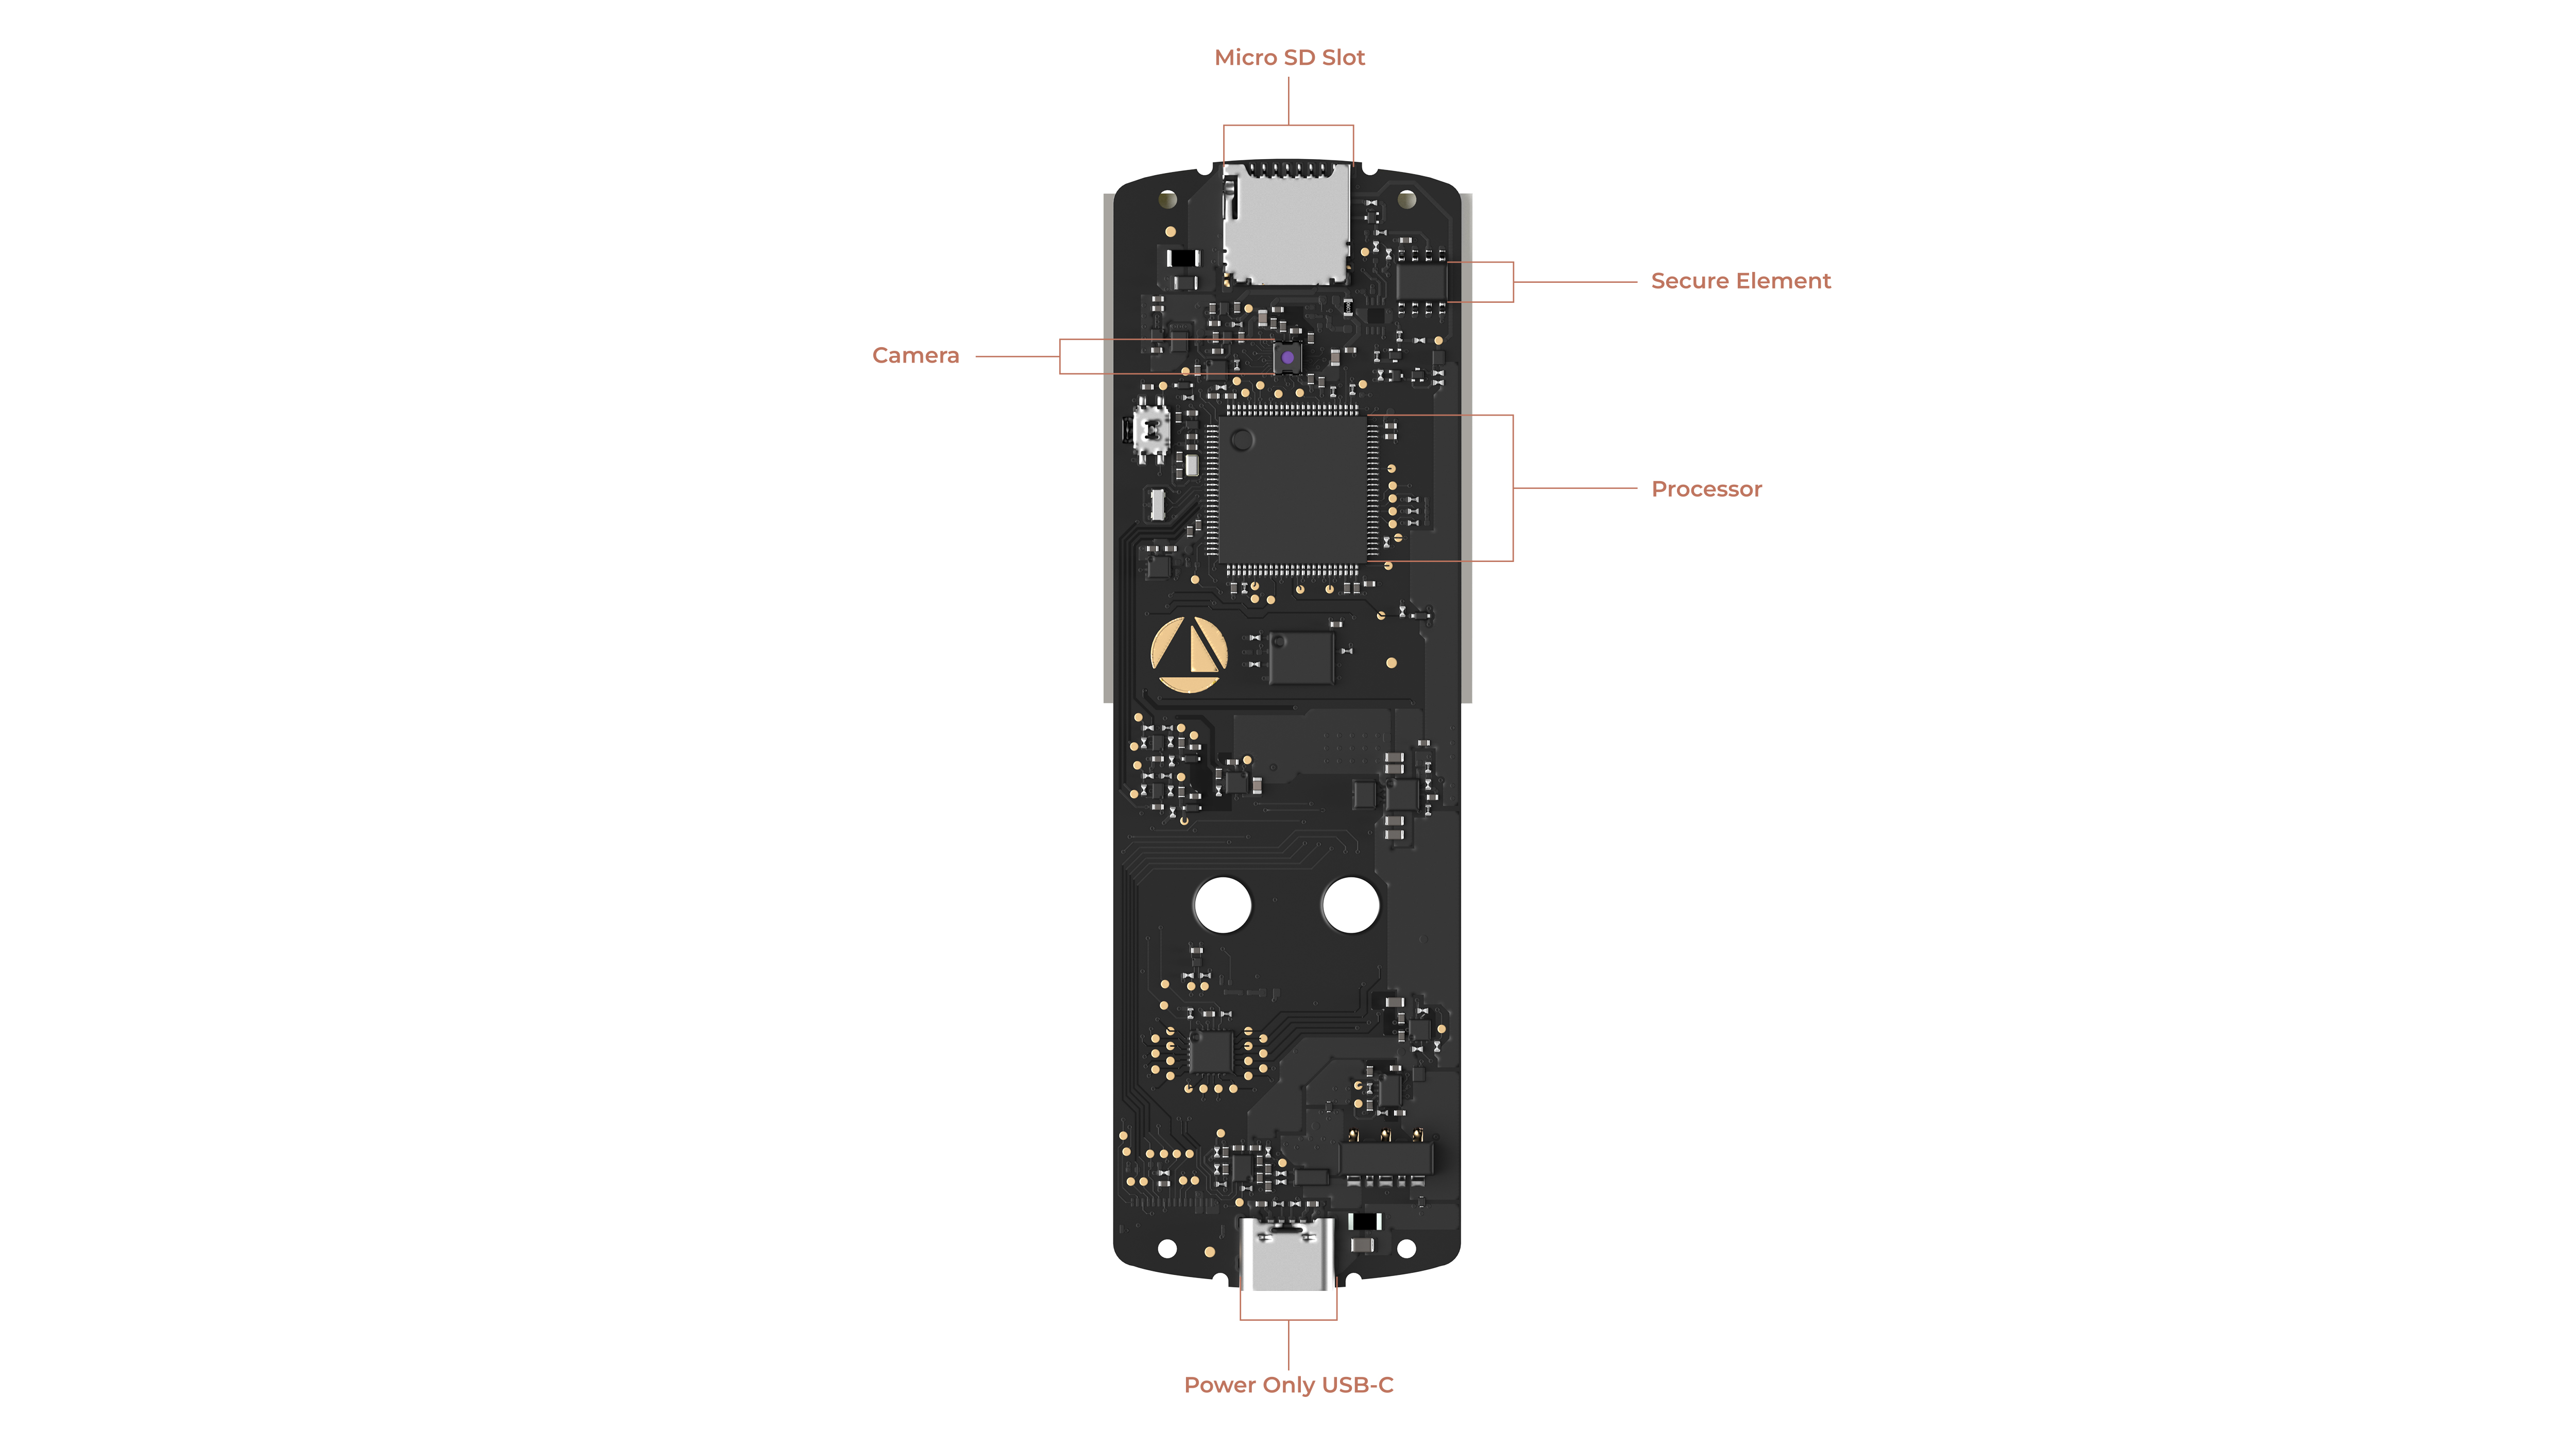 Micro SD Slot
Secure Element
Camera
Processor
Power Only USB-C